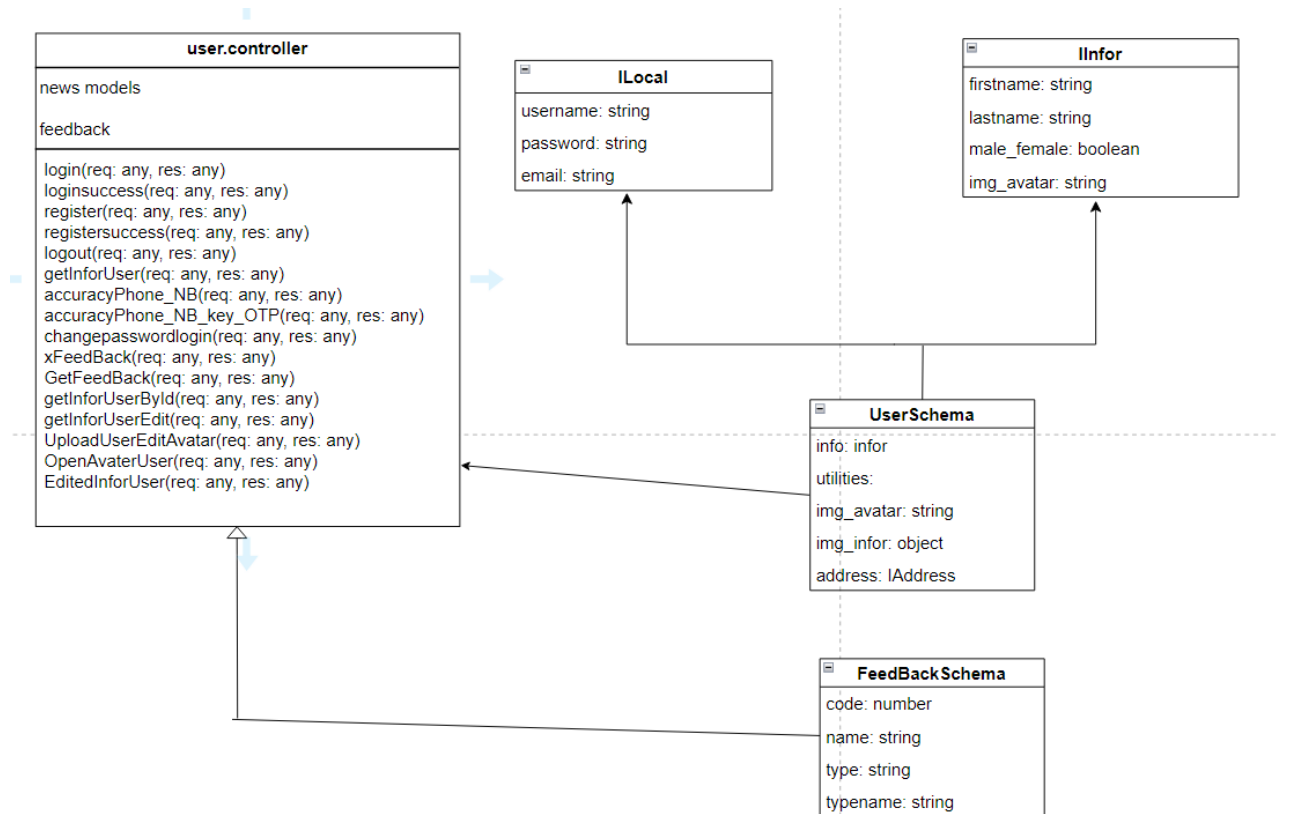 user.controller
news models
feedback
login(req: any, res: any)
loginsuccess(req: any, res: any)
register(req: any, res: any)
registersuccess(req: any, res: any)
logout(req: any, res: any)
getInforUser(req: any, res: any)
accuracyPhone_NB(req: any, res: any)
accuracyPhone_NB_key_OTP(req: any, res: any)
changepasswordlogin(req: any, res: any)
xFeedBack(req: any, res: any)
GetFeedBack(req: any, res: any)
getInforUserById(req: any, res: any)
getInforUserEdit(req: any, res: any)
UploadUserEditAvatar(req: any, res: any)
OpenAvaterUser(req: any, res: any)
EditedInforUser(req: any, res: any)
ILocal
username: string
password: string
email: string
IInfor
firstname: string
lastname: string
male_female: boolean
img_avatar: string
UserSchema
info: infor
utilities:
img_avatar: string
img_infor: object
address: IAddress
FeedBackSchema
code: number
name: string
type: string
typename: string